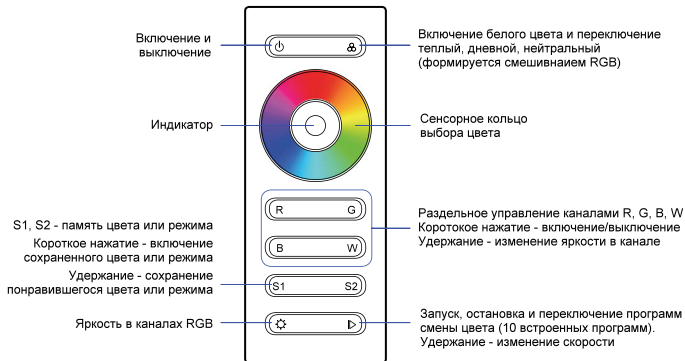 Включение и
выключение
Включение белого цвета и переключение
теплый, дневной, нейтральный
(формируется смешивнаием RGB)
Индикатор
Сенсорное кольцо
выбора цвета
R G
B W
S1 S2
Раздельное управление каналами R, G, B, W
Коротокое нажатие - включение/выключение
Удержание - изменение яркости в канале
S1, S2 - память цвета или режима
Короткое нажатие - включение
сохраненного цвета или режима
Удержание - сохранение
понравившегося цвета или режима
Яркость в каналах RGB
Запуск, остановка и переключение программ
смены цвета (10 встроенных программ).
Удержание - изменение скорости